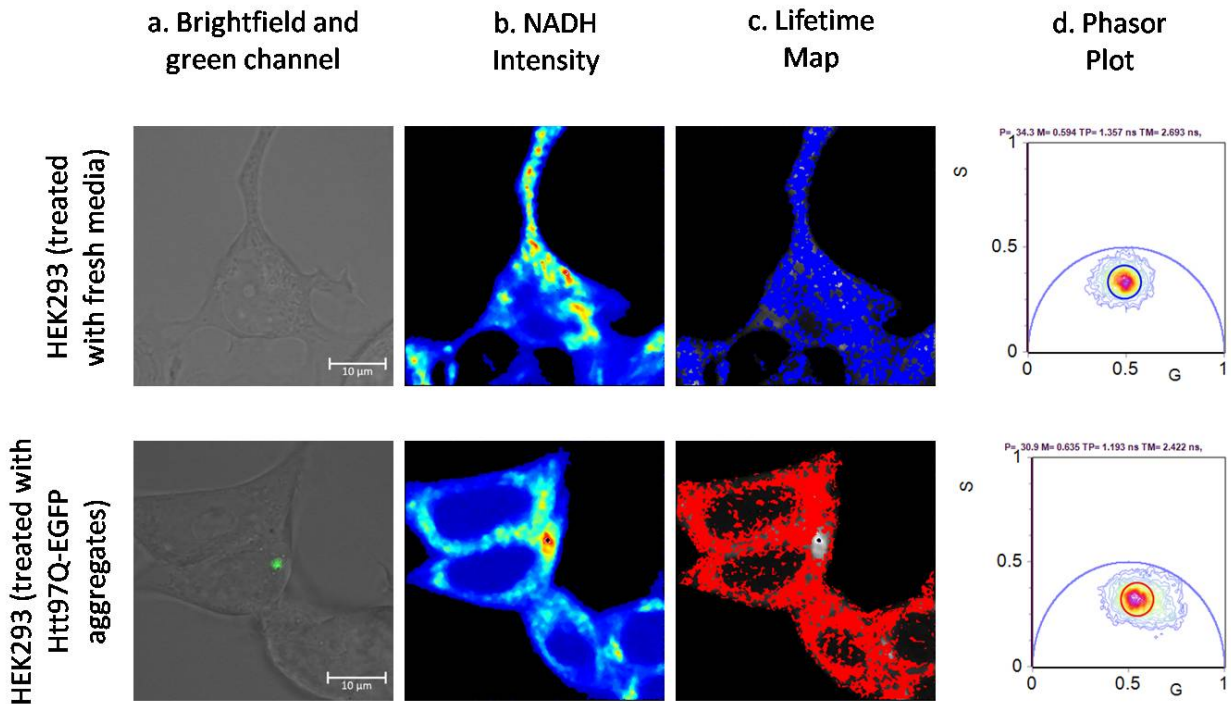 a. Brightfield and
green channel
b. NADH
Intensity
c. Lifetime
Map
d. Phasor
Plot
HEK293 (treated
with fresh media)
10 µm
P= 34.3 M= 0.594 TP= 1.357 ns TM= 2.693 ns,
1
S
0.5
0
0
0.5
1
G
HEK293 (treated with
Htt97Q-EGFP
aggregates)
10 µm
P= 30.9 M= 0.635 TP= 1.193 ns TM= 2.422 ns,
1
S
0.5
0
0
0.5
1
G